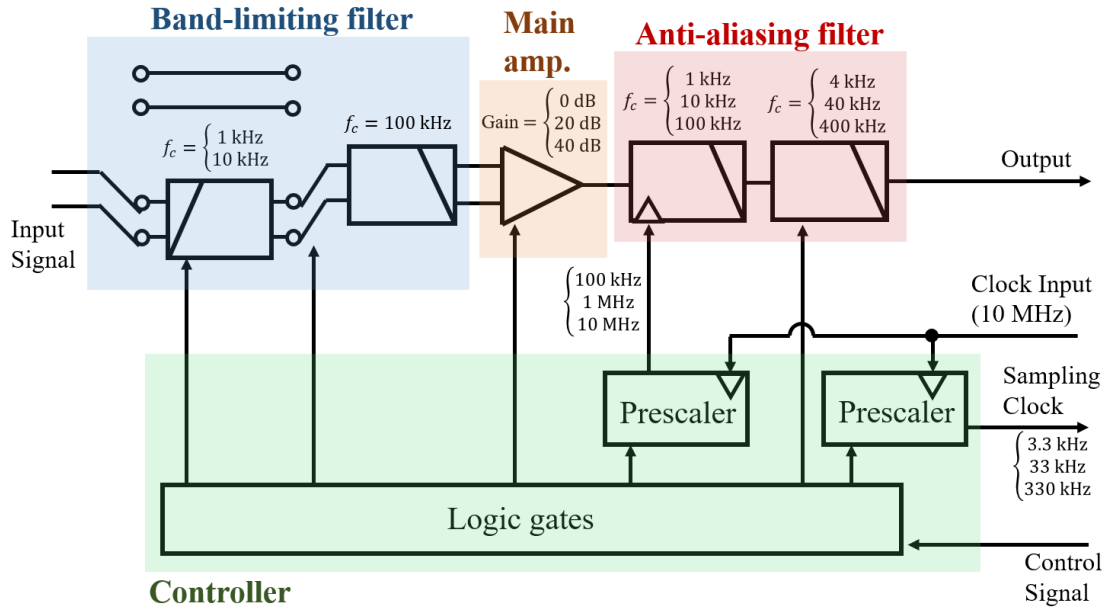 Band-limiting filter
Main
amp.
Anti-aliasing filter
f_c = { 1 kHz
10 kHz
f_c = 100 kHz
Gain = { 0 dB
20 dB
40 dB
f_c = { 1 kHz
10 kHz
100 kHz
f_c = { 4 kHz
40 kHz
400 kHz
Output
Input
Signal
{ 100 kHz
1 MHz
10 MHz
Clock Input
(10 MHz)
Prescaler
Prescaler
Sampling
Clock
{ 3.3 kHz
33 kHz
330 kHz
Logic gates
Control
Signal
Controller